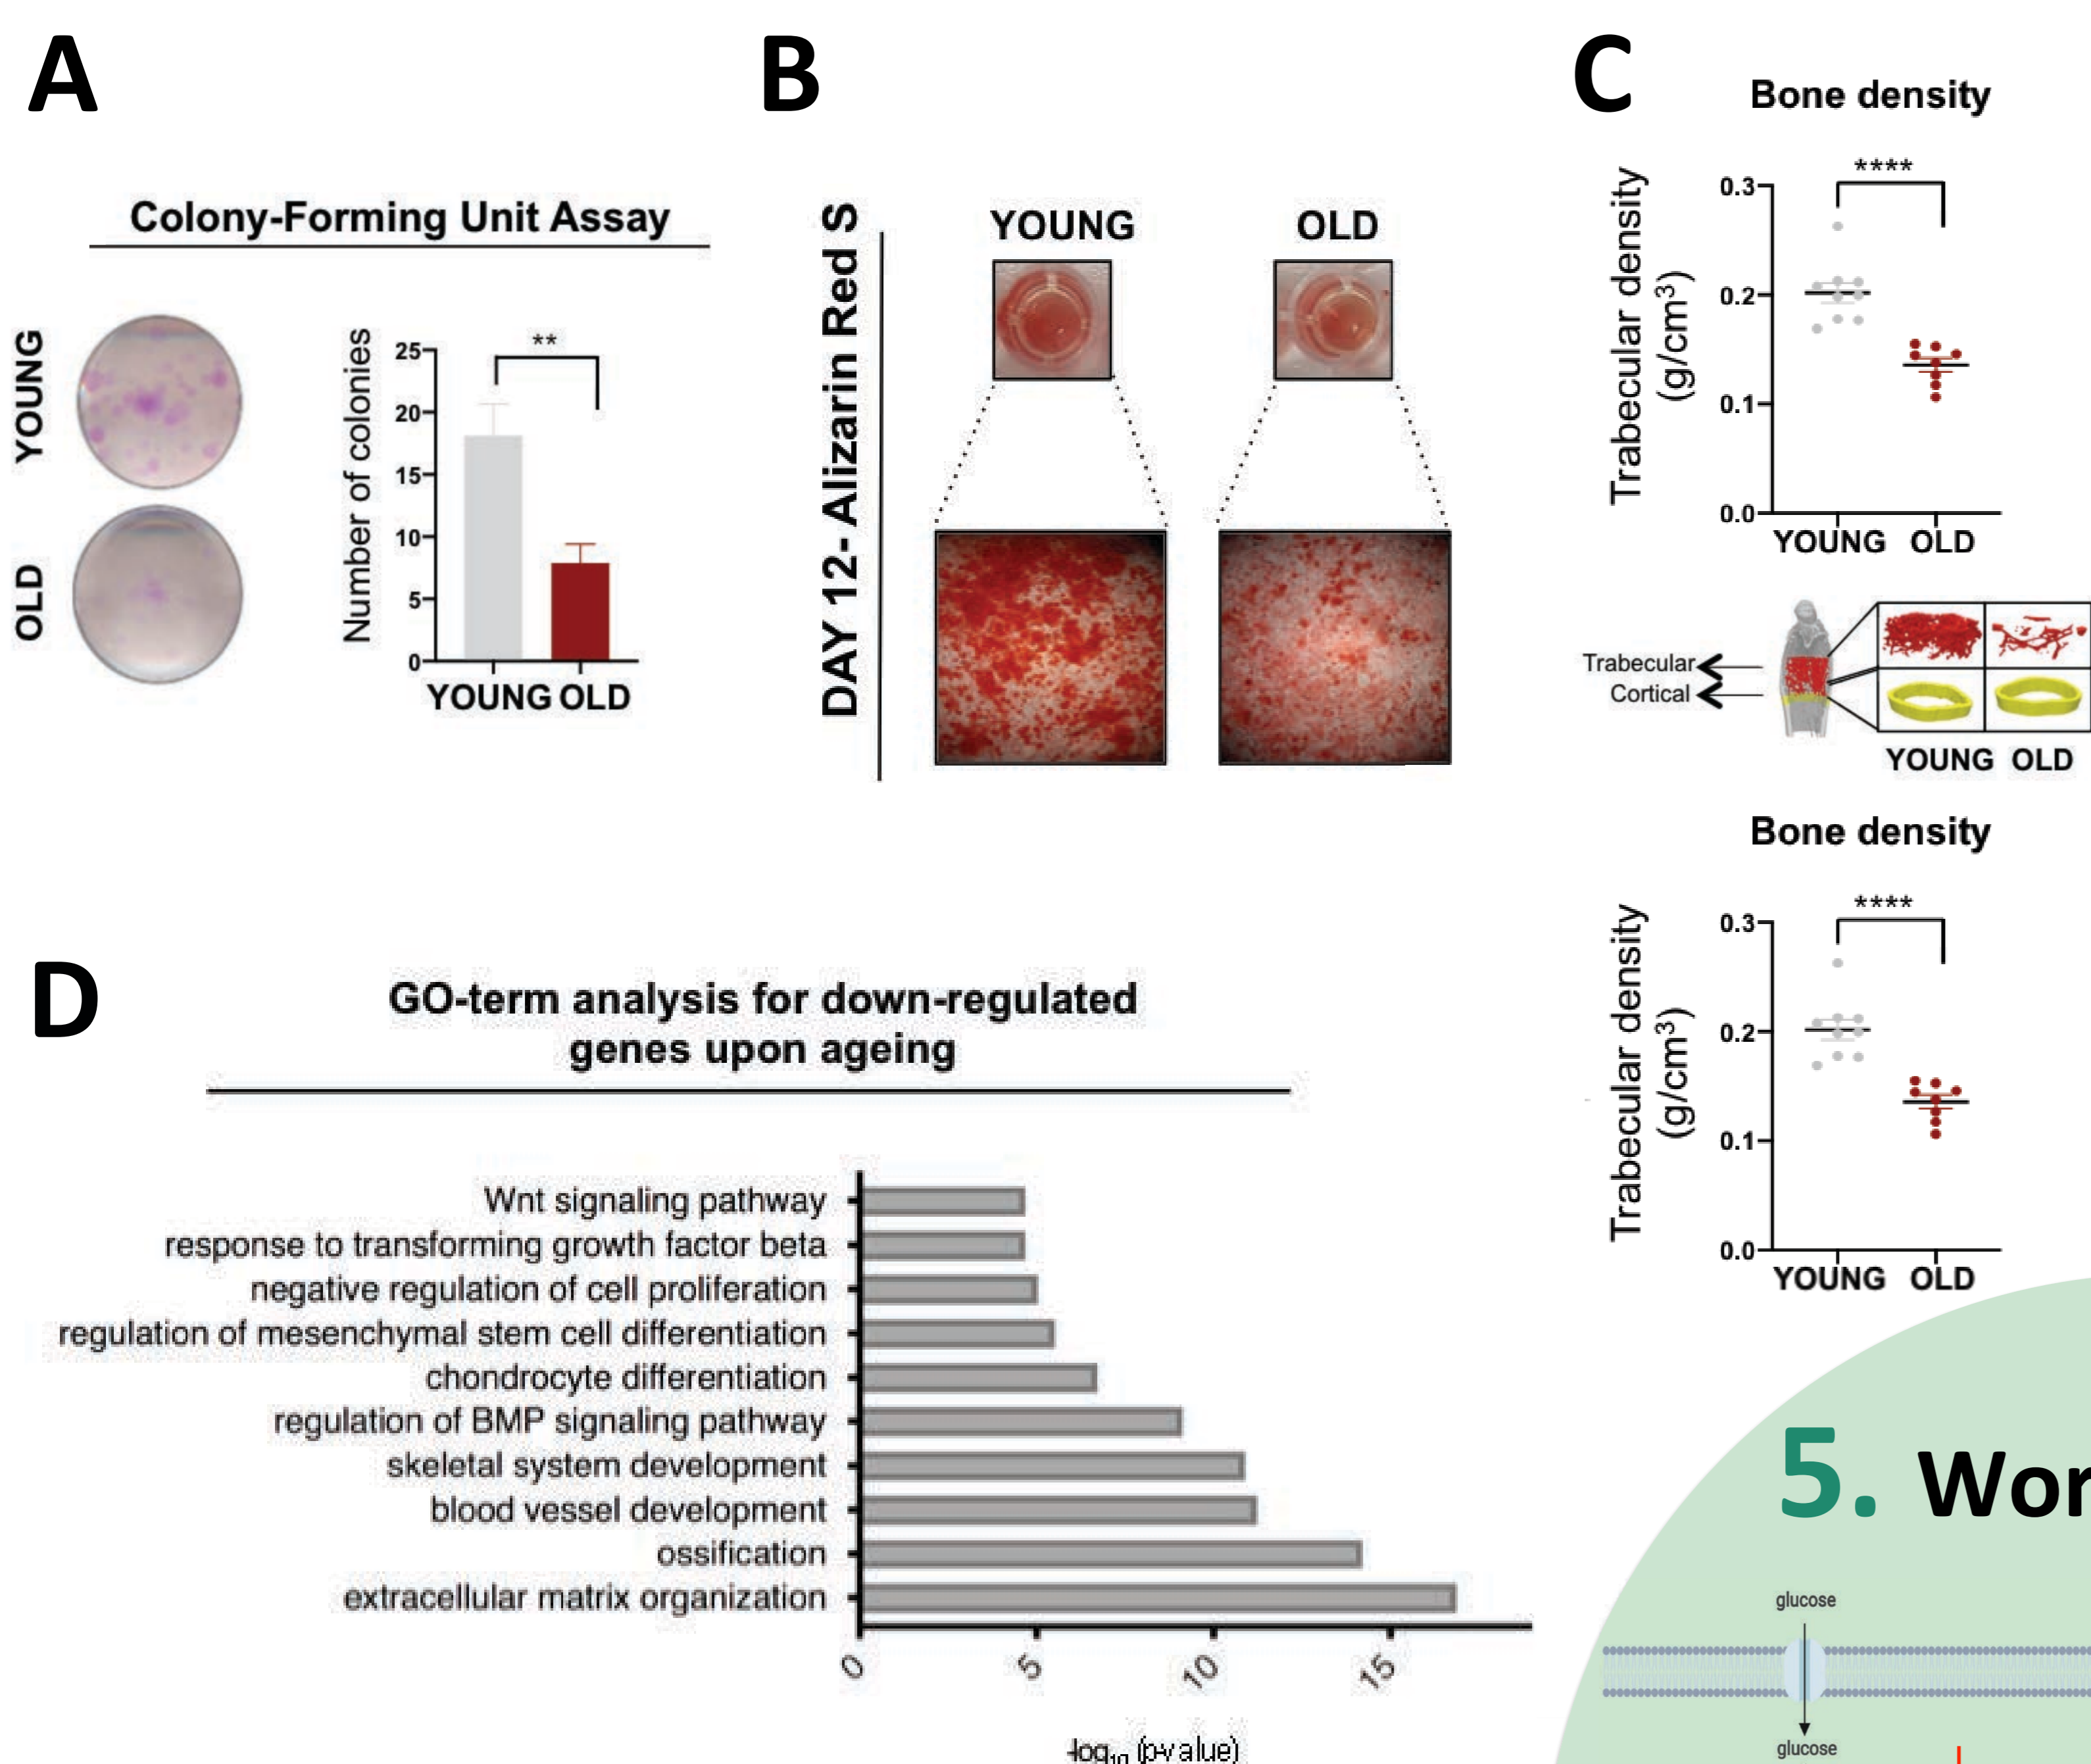 A
Colony-Forming Unit Assay
YOUNG
OLD
Number of colonies
25
20
15
10
5
0
**
YOUNG OLD
B
DAY 12- Alizarin Red S
YOUNG OLD
C
Bone density
Trabecular density
(g/cm³)
****
0.3
0.2
0.1
0.0
YOUNG OLD
Trabecular
Cortical
YOUNG OLD
Bone density
Trabecular density
(g/cm³)
****
0.3
0.2
0.1
0.0
YOUNG OLD
D
GO-term analysis for down-regulated
genes upon ageing
Wnt signaling pathway
response to transforming growth factor beta
negative regulation of cell proliferation
regulation of mesenchymal stem cell differentiation
chondrocyte differentiation
regulation of BMP signaling pathway
skeletal system development
blood vessel development
ossification
extracellular matrix organization
0 5 10 15
-log₁₀ (pvalue)
5. Wor
glucose
glucose